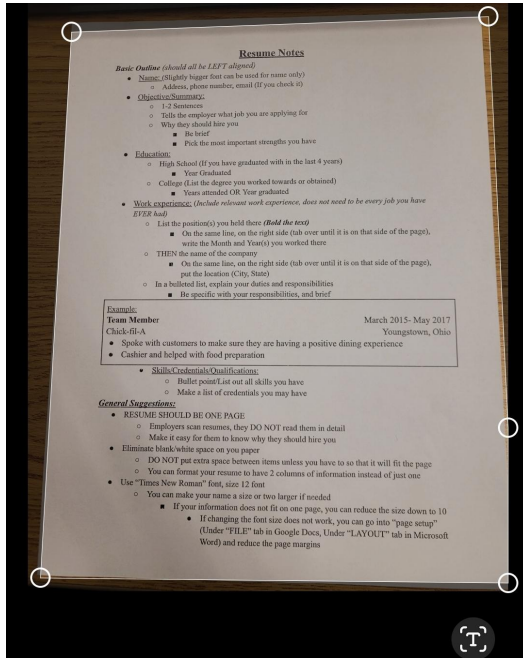 Resume Notes
Basic Outline (should all be LEFT aligned)
● Name: (Slightly bigger font can be used for name only)
○ Address, phone number, email (If you check it)
● Objective/Summary:
○ 1-2 Sentences
○ Tells the employer what job you are applying for
○ Why they should hire you
■ Be brief
■ Pick the most important strengths you have
● Education:
○ High School (If you have graduated with in the last 4 years)
■ Year Graduated
○ College (List the degree you worked towards or obtained)
■ Years attended OR Year graduated
● Work experience: (Include relevant work experience, does not need to be every job you have
EVER had)
○ List the position(s) you held there (Bold the text)
■ On the same line, on the right side (tab over until it is on that side of the page),
write the Month and Year(s) you worked there
○ THEN the name of the company
■ On the same line, on the right side (tab over until it is on that side of the page),
put the location (City, State)
○ In a bulleted list, explain your duties and responsibilities
■ Be specific with your responsibilities, and brief
Example:
Team Member March 2015- May 2017
Chick-fil-A Youngstown, Ohio
● Spoke with customers to make sure they are having a positive dining experience
● Cashier and helped with food preparation
● Skills/Credentials/Qualifications:
○ Bullet point/List out all skills you have
○ Make a list of credentials you may have
General Suggestions:
● RESUME SHOULD BE ONE PAGE
○ Employers scan resumes, they DO NOT read them in detail
○ Make it easy for them to know why they should hire you
● Eliminate blank/white space on you paper
○ DO NOT put extra space between items unless you have to so that it will fit the page
○ You can format your resume to have 2 columns of information instead of just one
● Use "Times New Roman" font, size 12 font
○ You can make your name a size or two larger if needed
■ If your information does not fit on one page, you can reduce the size down to 10
● If changing the font size does not work, you can go into "page setup"
(Under "FILE" tab in Google Docs, Under "LAYOUT" tab in Microsoft
Word) and reduce the page margins